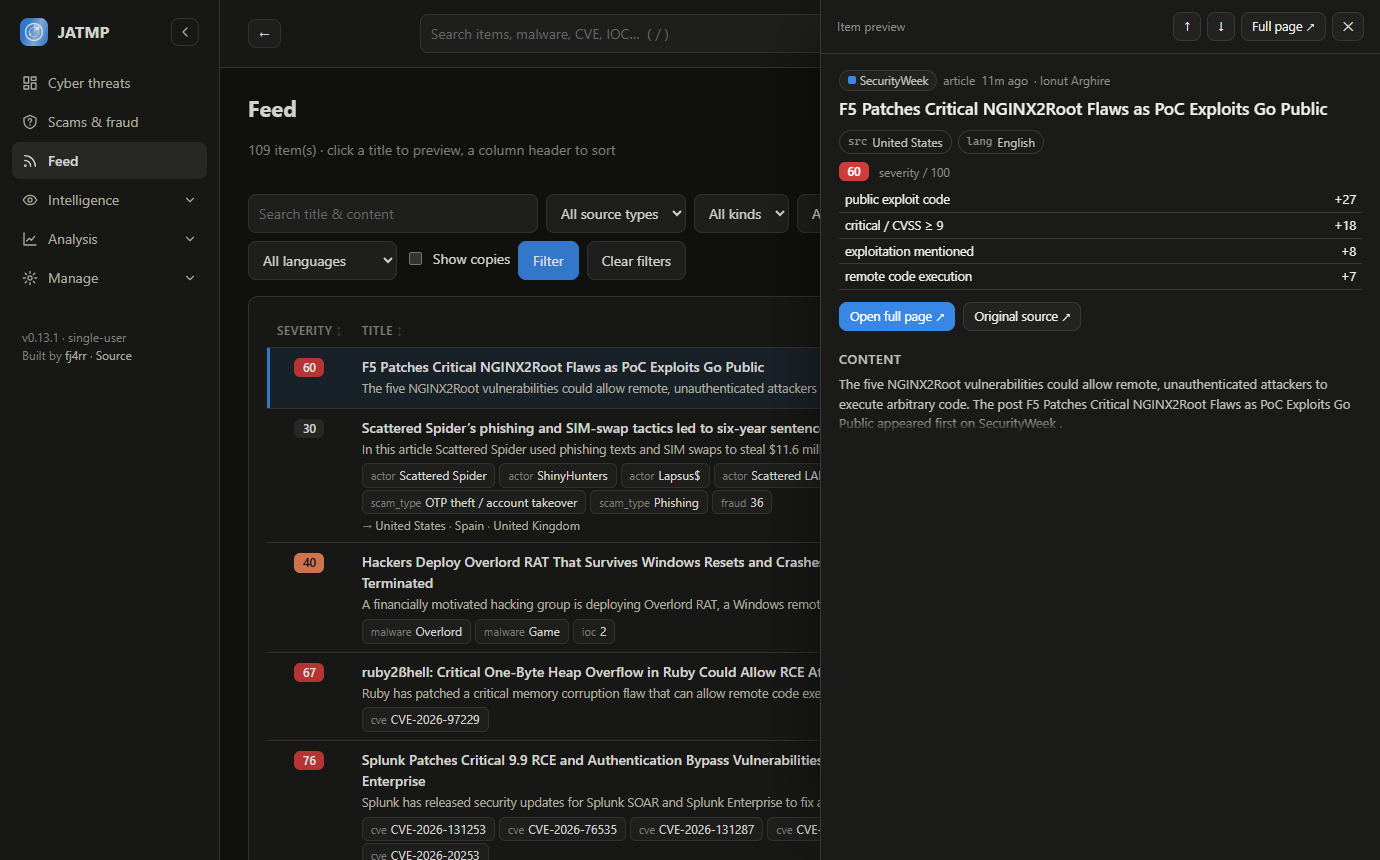 JATMP
Cyber threats
Scams & fraud
Feed
Intelligence
Analysis
Manage
v0.13.1 · single-user
Built by fj4rr · Source
←
Search items, malware, CVE, IOC... ( / )
Feed
109 item(s) · click a title to preview, a column header to sort
Search title & content
All source types
All kinds
A
All languages
Show copies
Filter
Clear filters
SEVERITY ↕ TITLE ↕
60 F5 Patches Critical NGINX2Root Flaws as PoC Exploits Go Public
The five NGINX2Root vulnerabilities could allow remote, unauthenticated attackers
30 Scattered Spider’s phishing and SIM-swap tactics led to six-year sentenc
In this article Scattered Spider used phishing texts and SIM swaps to steal $11.6 mil
actor Scattered Spider actor ShinyHunters actor Lapsus$ actor Scattered LA
scam_type OTP theft / account takeover scam_type Phishing fraud 36
→ United States · Spain · United Kingdom
40 Hackers Deploy Overlord RAT That Survives Windows Resets and Crashe
Terminated
A financially motivated hacking group is deploying Overlord RAT, a Windows remot
malware Overlord malware Game ioc 2
67 ruby2ßhell: Critical One-Byte Heap Overflow in Ruby Could Allow RCE At
Ruby has patched a critical memory corruption flaw that can allow remote code exe
cve CVE-2026-97229
76 Splunk Patches Critical 9.9 RCE and Authentication Bypass Vulnerabilities
Enterprise
Splunk has released security updates for Splunk SOAR and Splunk Enterprise to fix a
cve CVE-2026-131253 cve CVE-2026-76535 cve CVE-2026-131287 cve CVE-
cve CVE-2026-20253
Item preview
↑ ↓ Full page ↗ ✕
SecurityWeek article 11m ago · Ionut Arghire
F5 Patches Critical NGINX2Root Flaws as PoC Exploits Go Public
src United States lang English
60 severity / 100
public exploit code +27
critical / CVSS ≥ 9 +18
exploitation mentioned +8
remote code execution +7
Open full page ↗ Original source ↗
CONTENT
The five NGINX2Root vulnerabilities could allow remote, unauthenticated attackers to
execute arbitrary code. The post F5 Patches Critical NGINX2Root Flaws as PoC Exploits Go
Public appeared first on SecurityWeek .